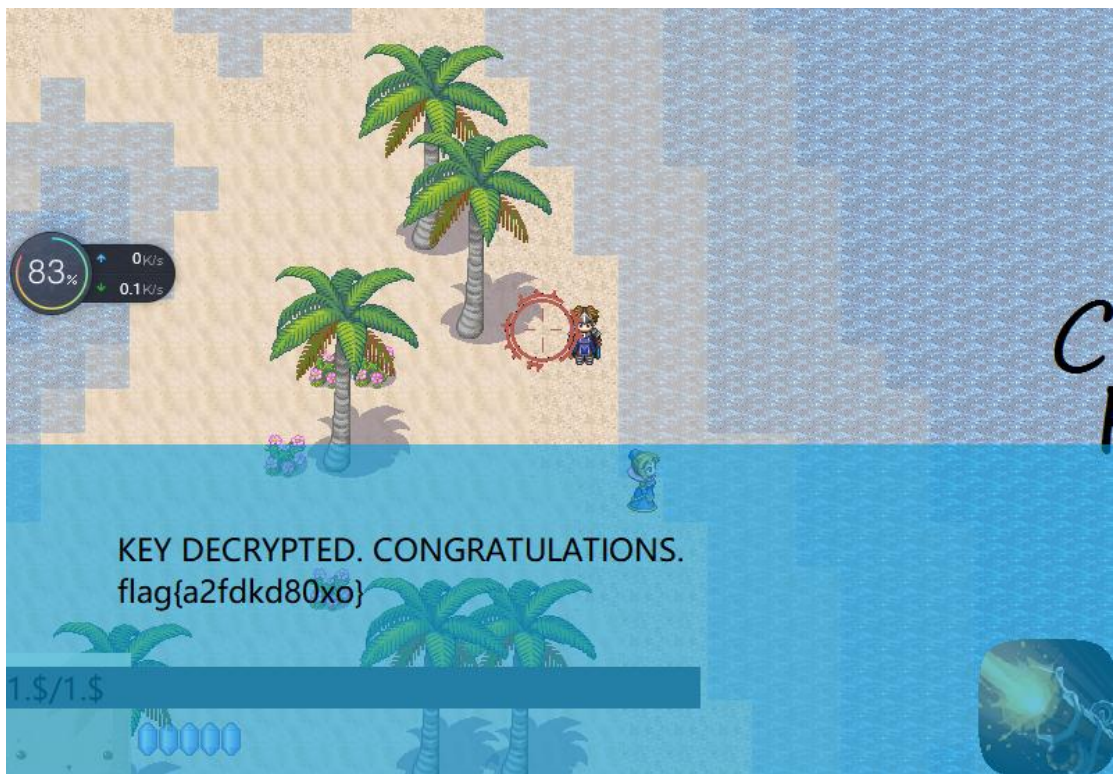 83%
0K/s
0.1K/s
C
KEY DECRYPTED. CONGRATULATIONS.
flag{a2fdkd80xo}
1.$/1.$